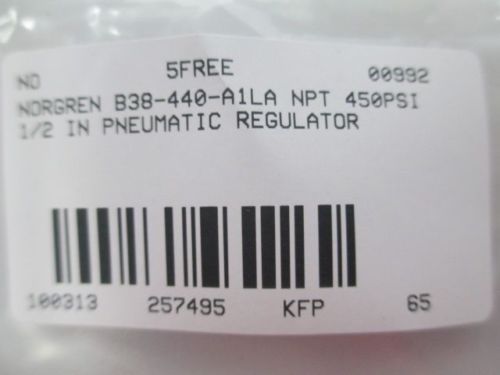 NO 5FREE 00992
NORGREN B38-440-A1LA NPT 450PSI
1/2 IN PNEUMATIC REGULATOR
100313 257495 KFP 65